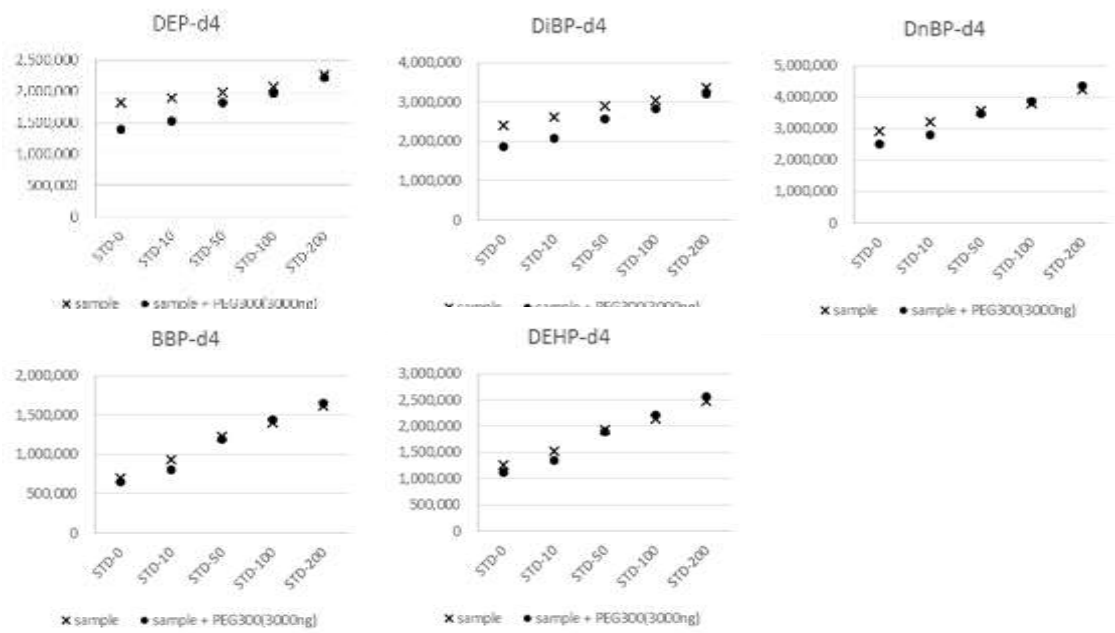 DEP-d4
2,500,000
2,000,000
1,500,000
1,000,000
500,000
0
STD-0 STD-10 STD-50 STD-100 STD-200
× sample ● sample + PEG300(3000ng)
DiBP-d4
4,000,000
3,000,000
2,000,000
1,000,000
0
STD-0 STD-10 STD-50 STD-100 STD-200
× sample ● sample + PEG300(3000ng)
DnBP-d4
5,000,000
4,000,000
3,000,000
2,000,000
1,000,000
0
STD-0 STD-10 STD-50 STD-100 STD-200
× sample ● sample + PEG300(3000ng)
BBP-d4
2,000,000
1,500,000
1,000,000
500,000
0
STD-0 STD-10 STD-50 STD-100 STD-200
× sample ● sample + PEG300(3000ng)
DEHP-d4
3,000,000
2,500,000
2,000,000
1,500,000
1,000,000
500,000
0
STD-0 STD-10 STD-50 STD-100 STD-200
× sample ● sample + PEG300(3000ng)